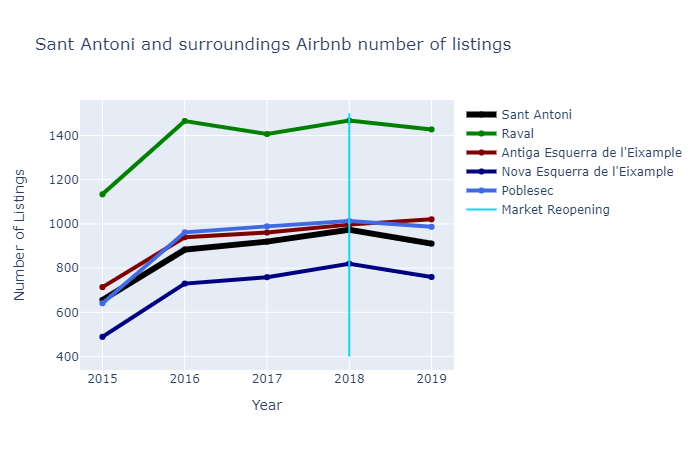 Sant Antoni and surroundings Airbnb number of listings
Number of Listings
1400
1200
1000
800
600
400
2015 2016 2017 2018 2019
Year
Sant Antoni
Raval
Antiga Esquerra de l'Eixample
Nova Esquerra de l'Eixample
Poblesec
Market Reopening